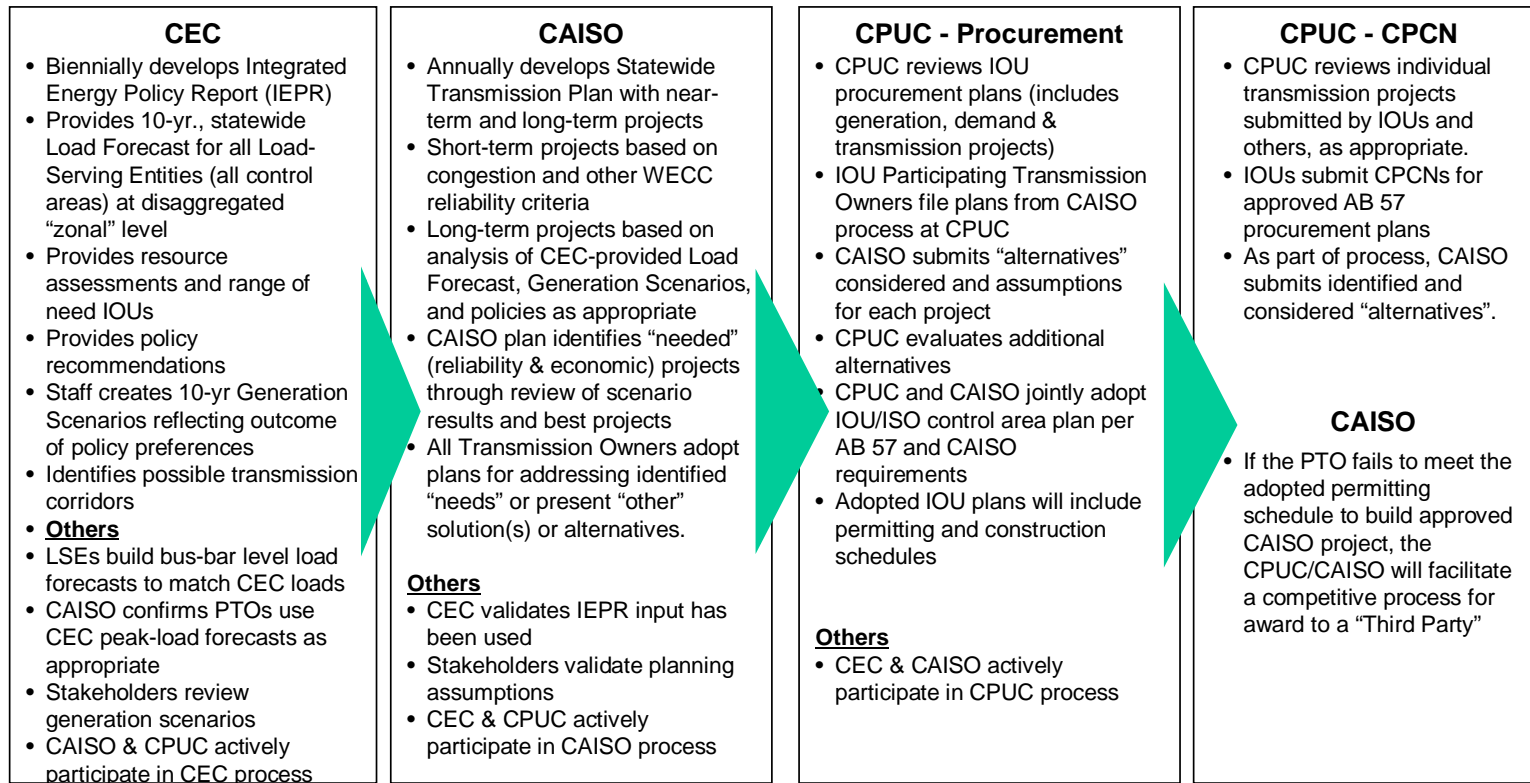 CEC
• Biennially develops Integrated
Energy Policy Report (IEPR)
• Provides 10-yr., statewide
Load Forecast for all Load-
Serving Entities (all control
areas) at disaggregated
“zonal” level
• Provides resource
assessments and range of
need IOUs
• Provides policy
recommendations
• Staff creates 10-yr Generation
Scenarios reflecting outcome
of policy preferences
• Identifies possible transmission
corridors
• Others
• LSEs build bus-bar level load
forecasts to match CEC loads
• CAISO confirms PTOs use
CEC peak-load forecasts as
appropriate
• Stakeholders review
generation scenarios
• CAISO & CPUC actively
participate in CEC process
CAISO
• Annually develops Statewide
Transmission Plan with near-
term and long-term projects
• Short-term projects based on
congestion and other WECC
reliability criteria
• Long-term projects based on
analysis of CEC-provided Load
Forecast, Generation Scenarios,
and policies as appropriate
• CAISO plan identifies “needed”
(reliability & economic) projects
through review of scenario
results and best projects
• All Transmission Owners adopt
plans for addressing identified
“needs” or present “other”
solution(s) or alternatives.
Others
• CEC validates IEPR input has
been used
• Stakeholders validate planning
assumptions
• CEC & CPUC actively
participate in CAISO process
CPUC - Procurement
• CPUC reviews IOU
procurement plans (includes
generation, demand &
transmission projects)
• IOU Participating Transmission
Owners file plans from CAISO
process at CPUC
• CAISO submits “alternatives”
considered and assumptions
for each project
• CPUC evaluates additional
alternatives
• CPUC and CAISO jointly adopt
IOU/ISO control area plan per
AB 57 and CAISO
requirements
• Adopted IOU plans will include
permitting and construction
schedules
Others
• CEC & CAISO actively
participate in CPUC process
CPUC - CPCN
• CPUC reviews individual
transmission projects
submitted by IOUs and
others, as appropriate.
• IOUs submit CPCNs for
approved AB 57
procurement plans
• As part of process, CAISO
submits identified and
considered “alternatives”.
CAISO
• If the PTO fails to meet the
adopted permitting
schedule to build approved
CAISO project, the
CPUC/CAISO will facilitate
a competitive process for
award to a “Third Party”